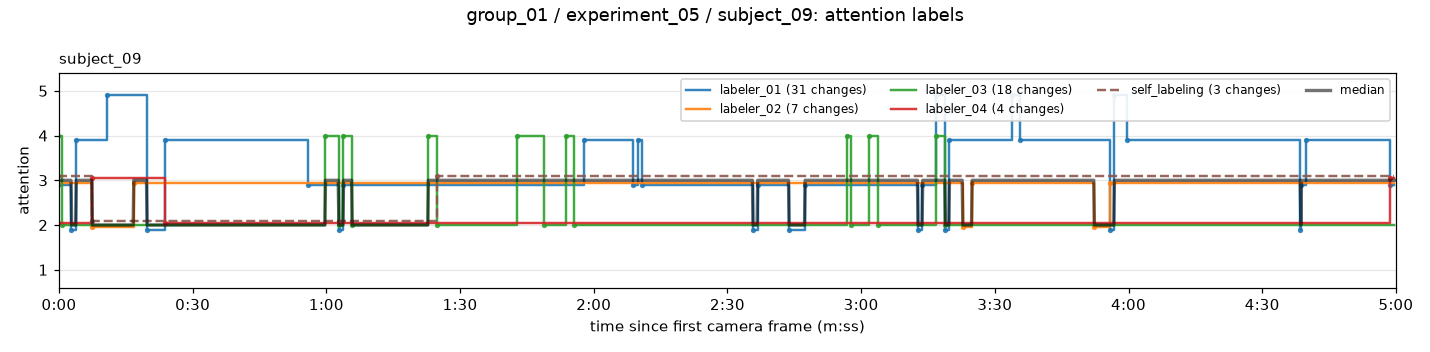 group_01 / experiment_05 / subject_09: attention labels
subject_09
labeler_01 (31 changes)
labeler_02 (7 changes)
labeler_03 (18 changes)
labeler_04 (4 changes)
self_labeling (3 changes)
median
attention
5
4
3
2
1
0:00 0:30 1:00 1:30 2:00 2:30 3:00 3:30 4:00 4:30 5:00
time since first camera frame (m:ss)